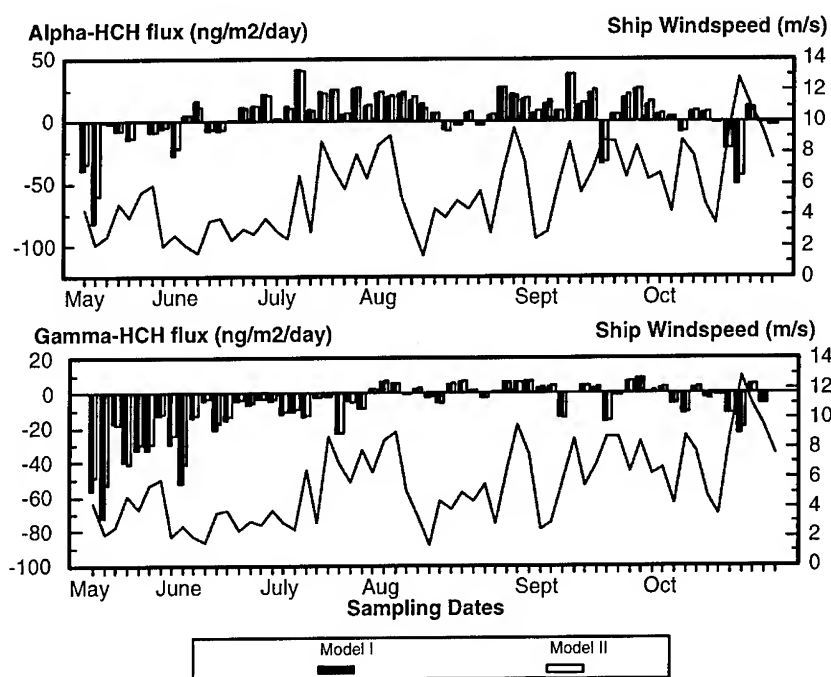 Alpha-HCH flux (ng/m2/day) Ship Windspeed (m/s)
50 14
12
0 10
8
-50 6
4
-100 2
0
May June July Aug Sept Oct
Gamma-HCH flux (ng/m2/day) Ship Windspeed (m/s)
20 14
0 12
-20 10
8
-40 6
-60 4
-80 2
-100 0
May June July Aug Sept Oct
Sampling Dates
Model I Model II